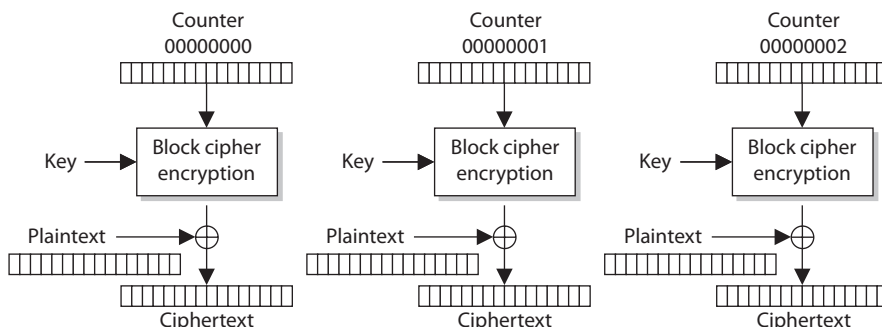 Counter
00000000
Block cipher
encryption
Key
Plaintext
Ciphertext
Counter
00000001
Block cipher
encryption
Key
Plaintext
Ciphertext
Counter
00000002
Block cipher
encryption
Key
Plaintext
Ciphertext